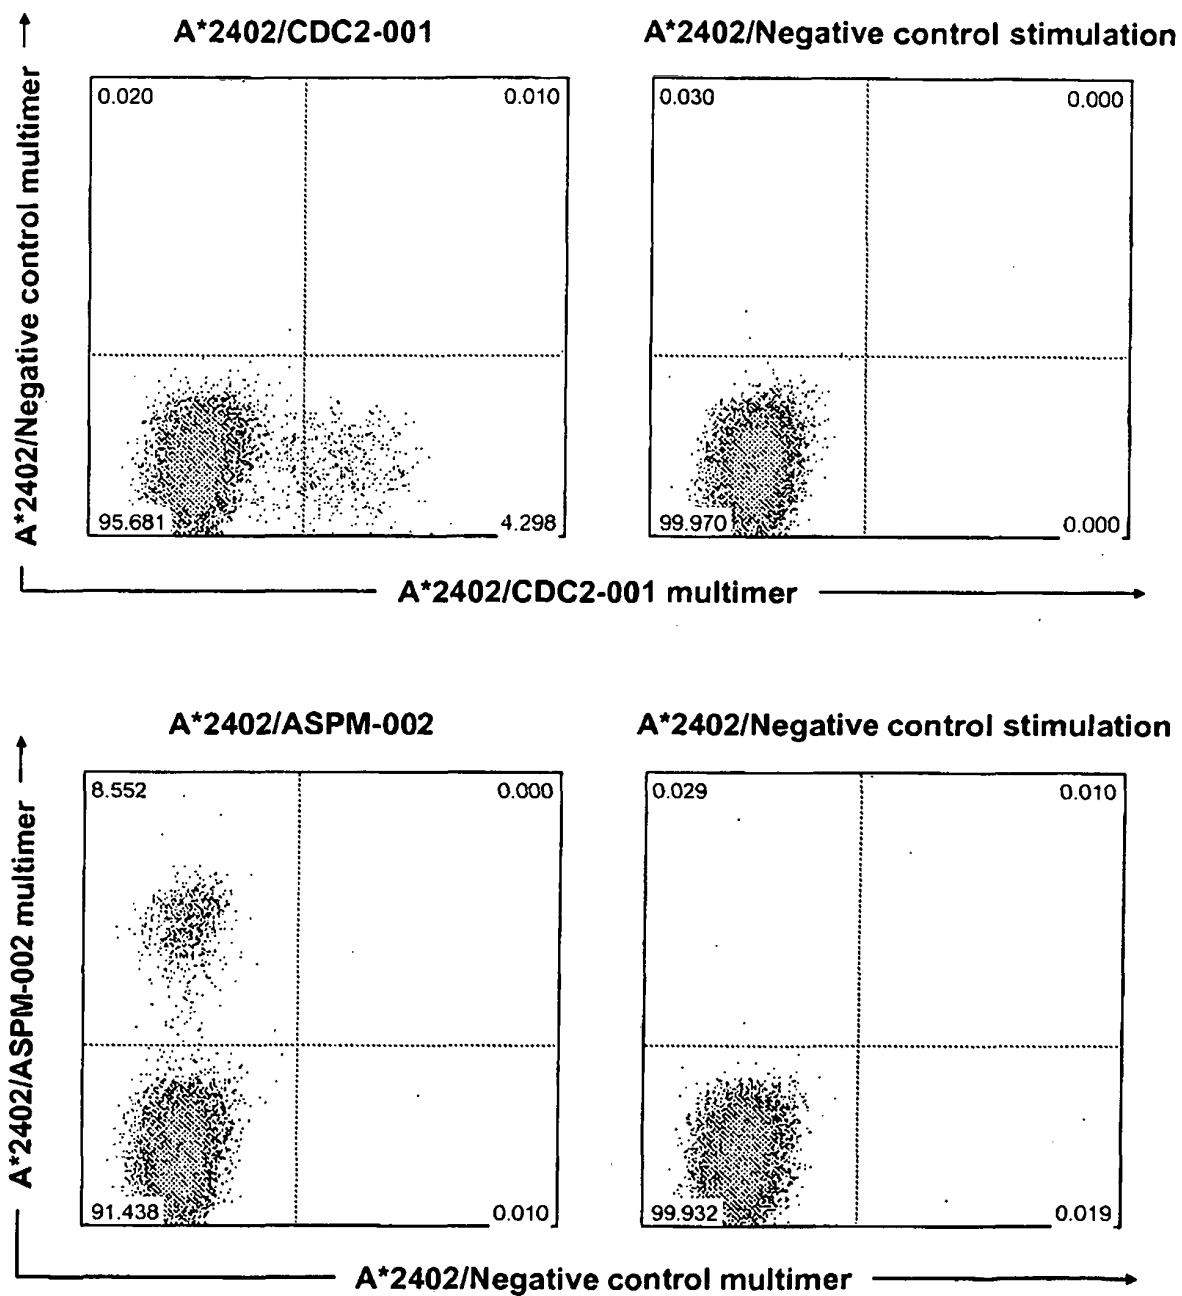 A*2402/CDC2-001
A*2402/Negative control stimulation
A*2402/Negative control multimer
0.020
0.010
95.681
4.298
0.030
0.000
99.970
0.000
A*2402/CDC2-001 multimer
A*2402/ASPM-002
A*2402/Negative control stimulation
A*2402/ASPM-002 multimer
8.552
0.000
91.438
0.010
0.029
0.010
99.932
0.019
A*2402/Negative control multimer